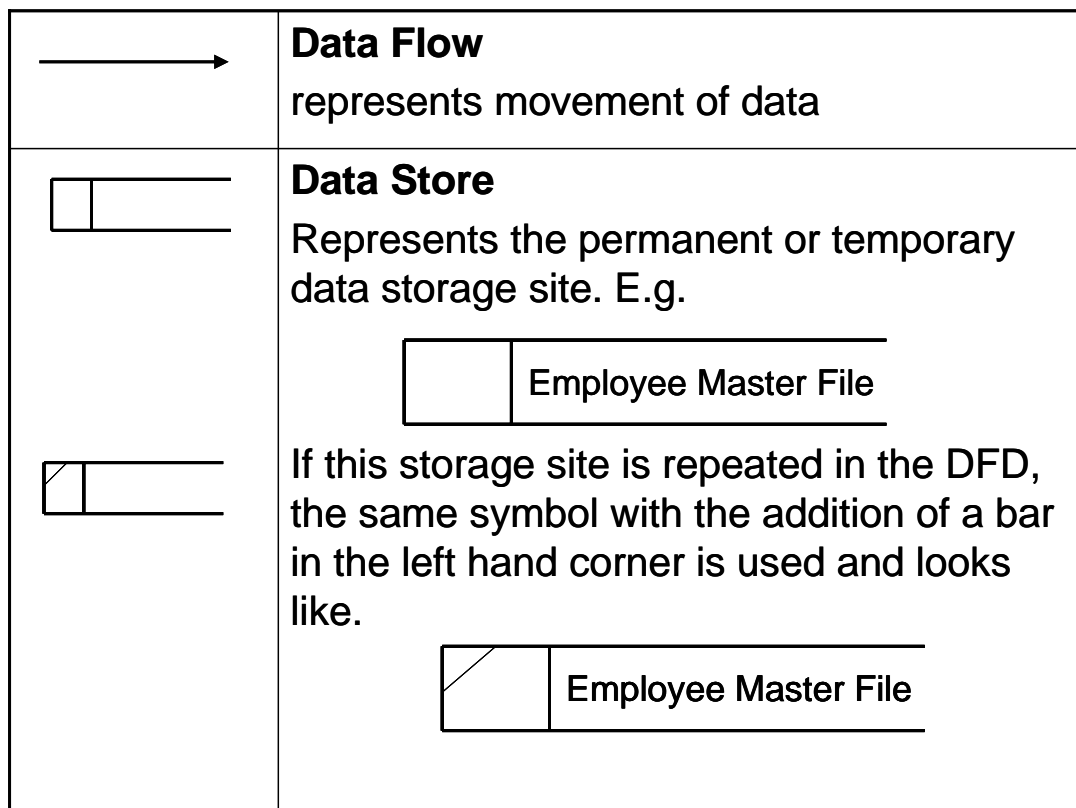 Data Flow
represents movement of data
Data Store
Represents the permanent or temporary
data storage site. E.g.
Employee Master File
If this storage site is repeated in the DFD,
the same symbol with the addition of a bar
in the left hand corner is used and looks
like.
Employee Master File